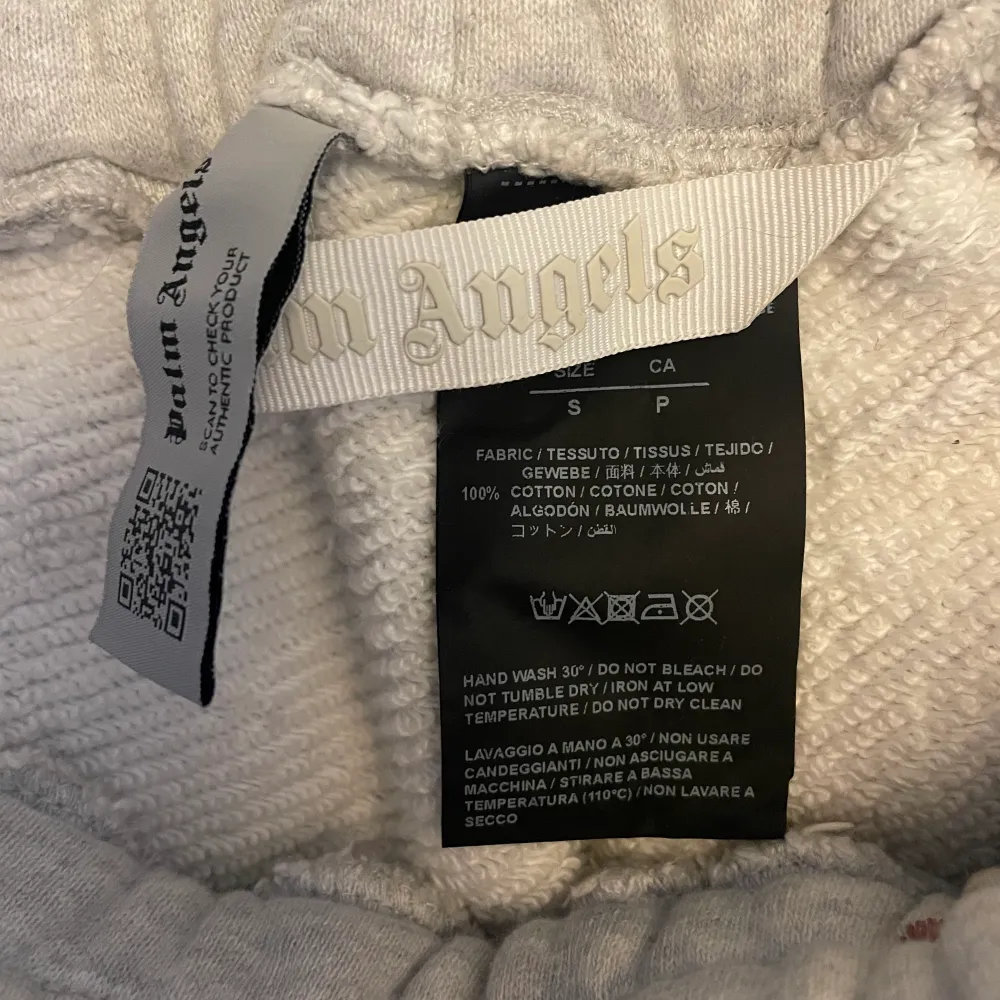 Palm Angels
SCAN TO CHECK YOUR
AUTHENTIC PRODUCT
m Angels
SIZE CA
S P
FABRIC / TESSUTO / TISSUS / TEJIDO /
GEWEBE / 面料 / 本体 / قماش
100% COTTON / COTONE / COTON /
ALGODÓN / BAUMWOLLE / 棉 /
コットン / القطن
HAND WASH 30° / DO NOT BLEACH / DO
NOT TUMBLE DRY / IRON AT LOW
TEMPERATURE / DO NOT DRY CLEAN
LAVAGGIO A MANO A 30° / NON USARE
CANDEGGIANTI / NON ASCIUGARE A
MACCHINA / STIRARE A BASSA
TEMPERATURA (110°C) / NON LAVARE A
SECCO